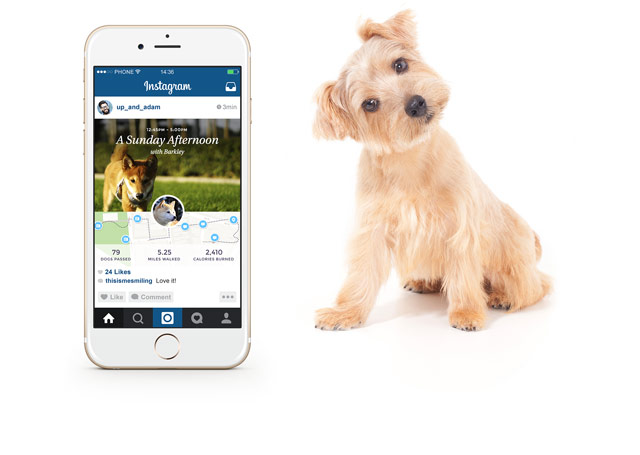 PHONE 14:36
Instagram
up_and_adam 3min
12:45PM - 5:00PM
A Sunday Afternoon
with Barkley
79 5.25 2,410
DOGS PASSED MILES WALKED CALORIES BURNED
24 Likes
thisismesmiling Love it!
Like Comment